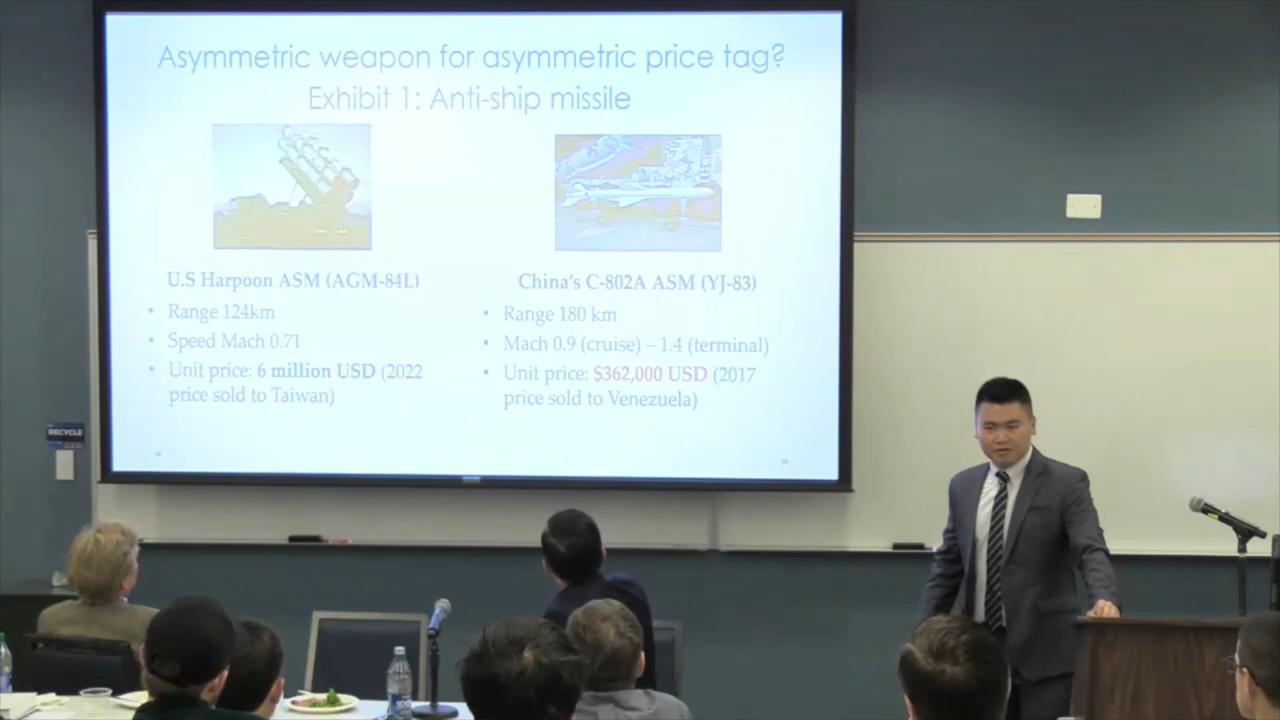 Asymmetric weapon for asymmetric price tag?
Exhibit 1: Anti-ship missile
U.S Harpoon ASM (AGM-84L)
• Range 124km
• Speed Mach 0.71
• Unit price: 6 million USD (2022
price sold to Taiwan)
China's C-802A ASM (YJ-83)
• Range 180 km
• Mach 0.9 (cruise) – 1.4 (terminal)
• Unit price: $362,000 USD (2017
price sold to Venezuela)
RECYCLE